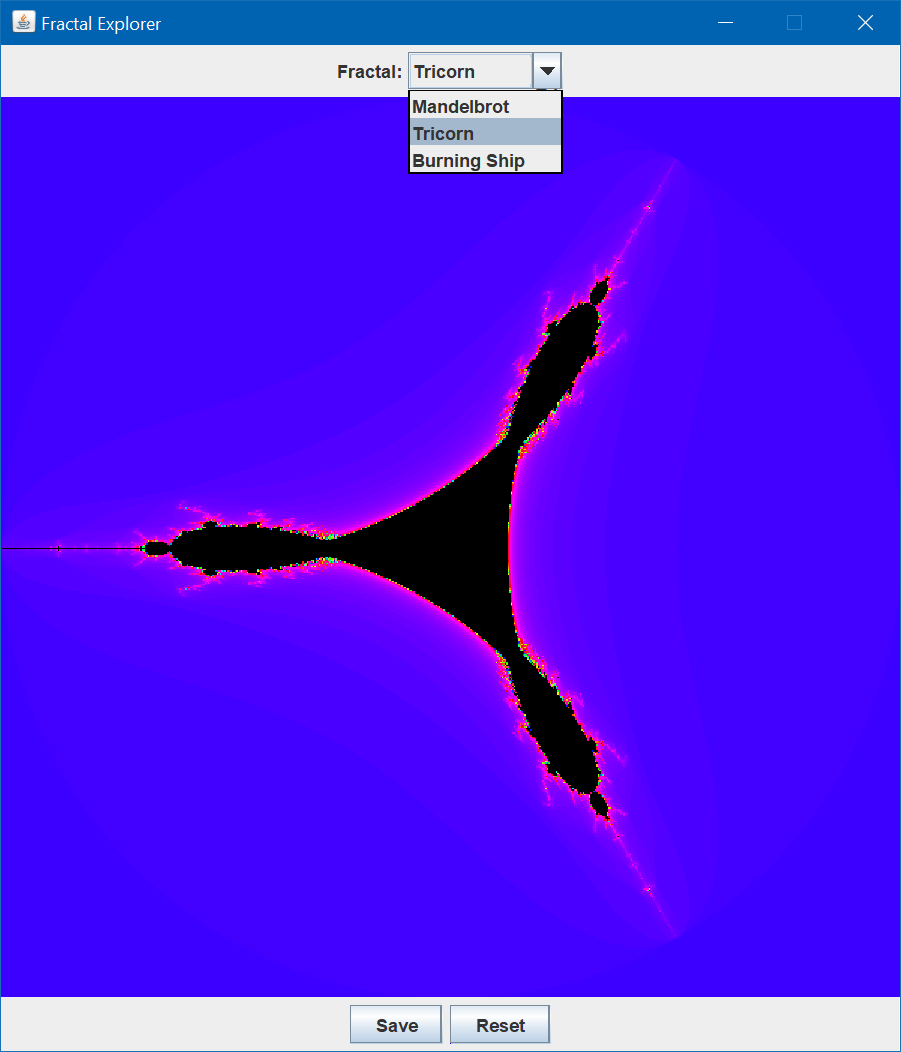 Fractal Explorer
Fractal: Tricorn
Mandelbrot
Tricorn
Burning Ship
Save Reset